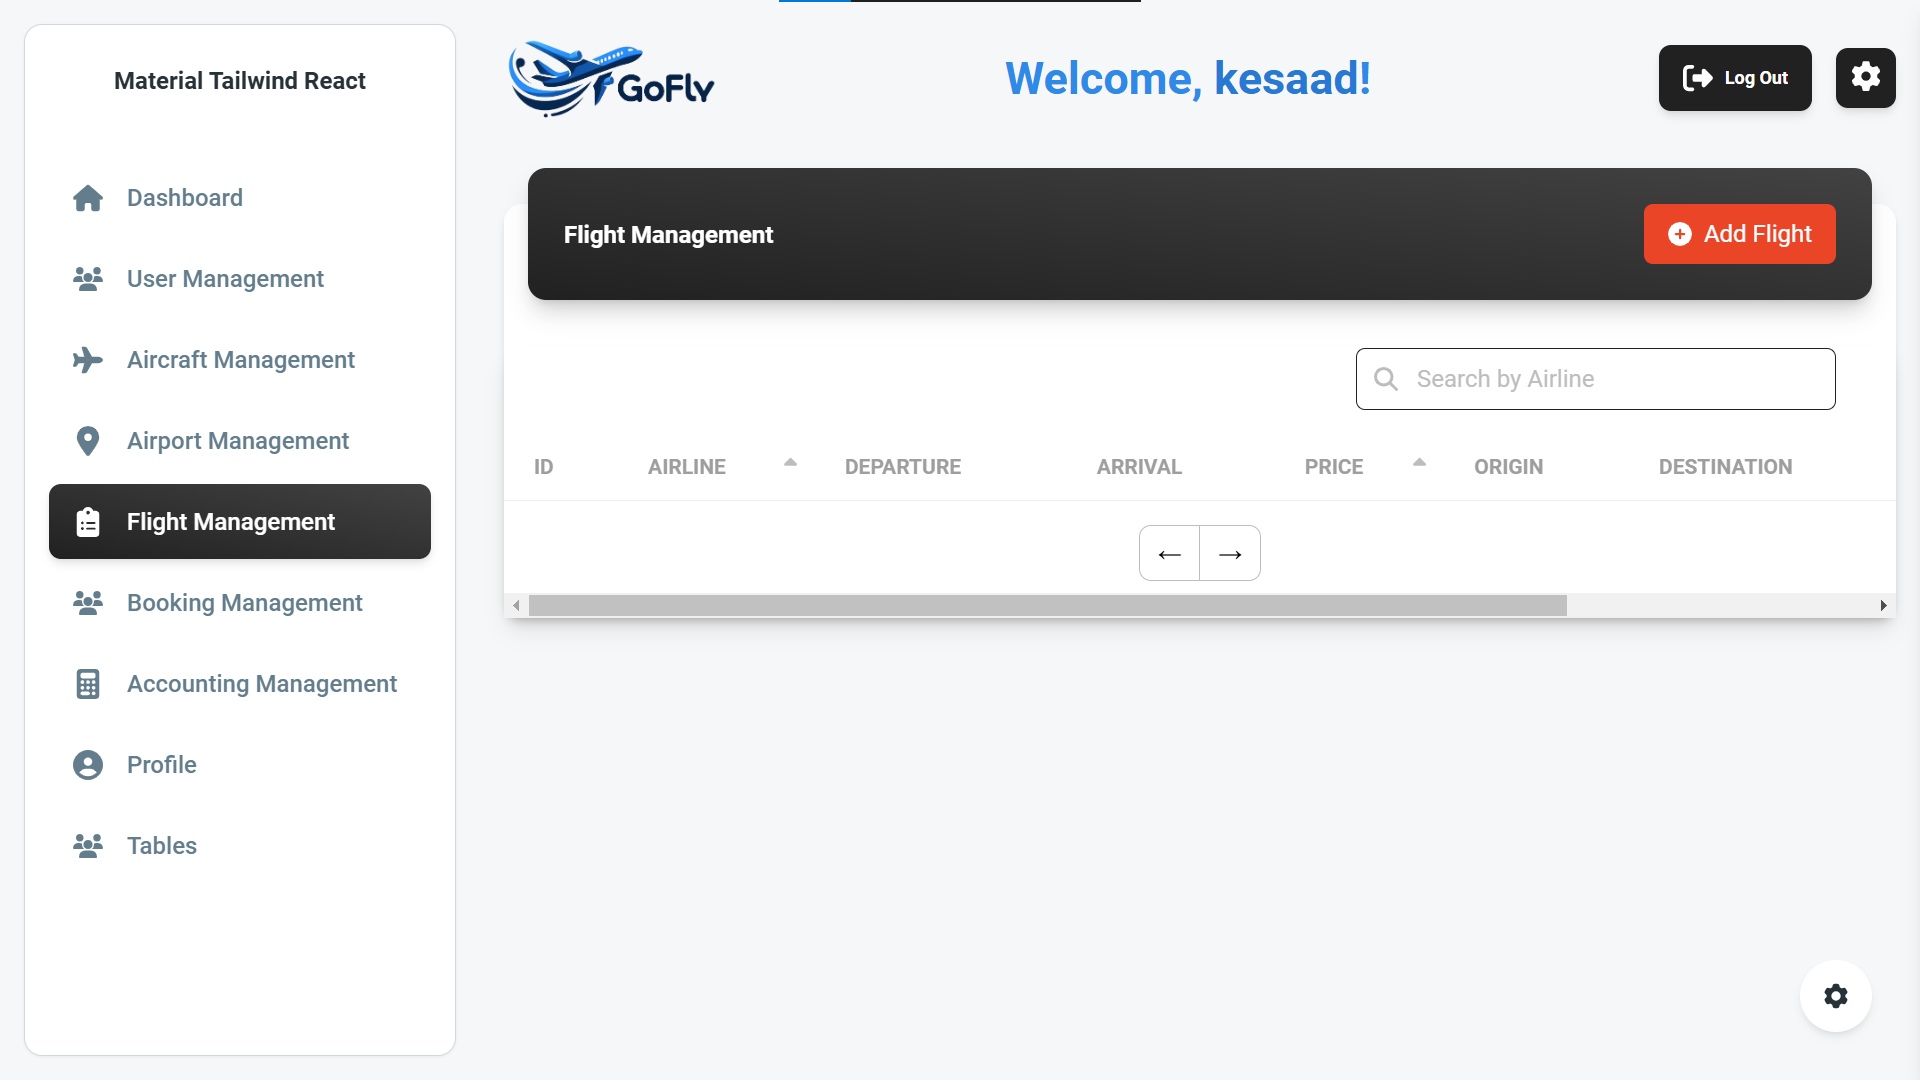 Material Tailwind React
Dashboard
User Management
Aircraft Management
Airport Management
Flight Management
Booking Management
Accounting Management
Profile
Tables
GoFly
Welcome, kesaad!
Log Out
Flight Management
Add Flight
Search by Airline
ID AIRLINE DEPARTURE ARRIVAL PRICE ORIGIN DESTINATION
← →